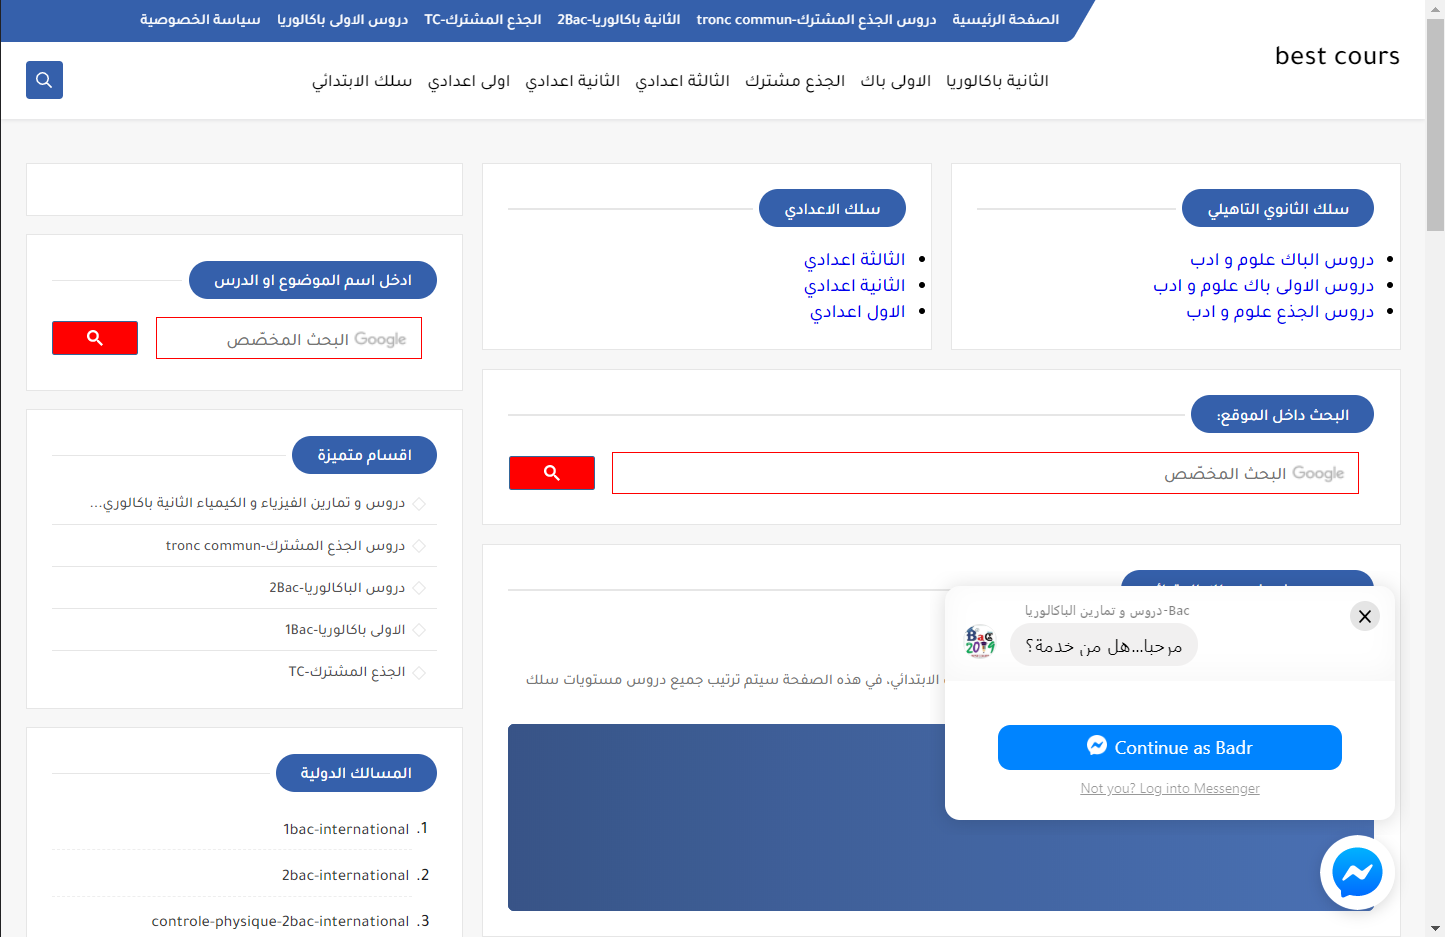 الصفحة الرئيسية دروس الجذع المشترك-tronc commun الثانية باكالوريا-2Bac الجذع المشترك-TC دروس الاولى باكالوريا سياسة الخصوصية
best cours
الثانية باكالوريا الاولى باك الجذع مشترك الثالثة اعدادي الثانية اعدادي اولى اعدادي سلك الابتدائي
سلك الثانوي التاهيلي
دروس الباك علوم و ادب
دروس الاولى باك علوم و ادب
دروس الجذع علوم و ادب
سلك الاعدادي
الثالثة اعدادي
الثانية اعدادي
الاول اعدادي
البحث داخل الموقع:
Google البحث المخصّص
الابتدائي، في هذه الصفحة سيتم ترتيب جميع دروس مستويات سلك
دروس و تمارين الباكالوريا-Bac
مرحبا...هل من خدمة؟
Bac 2019
Continue as Badr
Not you? Log into Messenger
ادخل اسم الموضوع او الدرس
Google البحث المخصّص
اقسام متميزة
دروس و تمارين الفيزياء و الكيمياء الثانية باكالوري...
دروس الجذع المشترك-tronc commun
دروس الباكالوريا-2Bac
الاولى باكالوريا-1Bac
الجذع المشترك-TC
المسالك الدولية
1. 1bac-international
2. 2bac-international
3. controle-physique-2bac-international